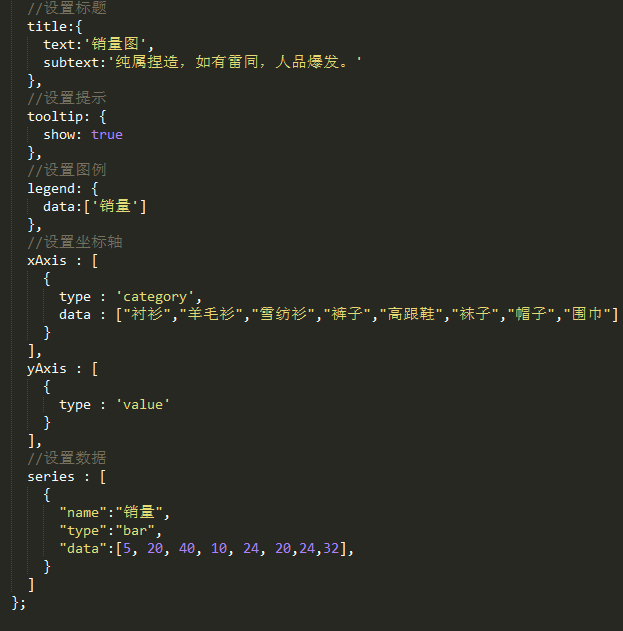 //设置标题
title:{
text:'销量图',
subtext:'纯属捏造，如有雷同，人品爆发。'
},
//设置提示
tooltip: {
show: true
},
//设置图例
legend: {
data:['销量']
},
//设置坐标轴
xAxis : [
{
type : 'category',
data : ["衬衫","羊毛衫","雪纺衫","裤子","高跟鞋","袜子","帽子","围巾"]
}
],
yAxis : [
{
type : 'value'
}
],
//设置数据
series : [
{
"name":"销量",
"type":"bar",
"data":[5, 20, 40, 10, 24, 20,24,32],
}
]
};